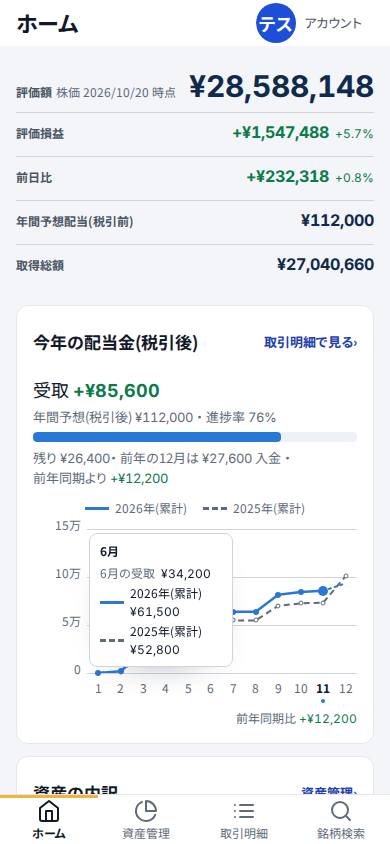 ホーム
テス アカウント
評価額 株価 2026/10/20 時点 ¥28,588,148
評価損益 +¥1,547,488 +5.7%
前日比 +¥232,318 +0.8%
年間予想配当(税引前) ¥112,000
取得総額 ¥27,040,660
今年の配当金(税引後) 取引明細で見る›
受取 +¥85,600
年間予想(税引後) ¥112,000・進捗率 76%
残り ¥26,400・前年の12月は ¥27,600 入金・
前年同期より +¥12,200
2026年(累計) 2025年(累計)
15万
10万
5万
0
6月
6月の受取 ¥34,200
2026年(累計)
¥61,500
2025年(累計)
¥52,800
1 2 3 4 5 6 7 8 9 10 11 12
前年同期比 +¥12,200
資産の内訳 資産管理›
ホーム 資産管理 取引明細 銘柄検索